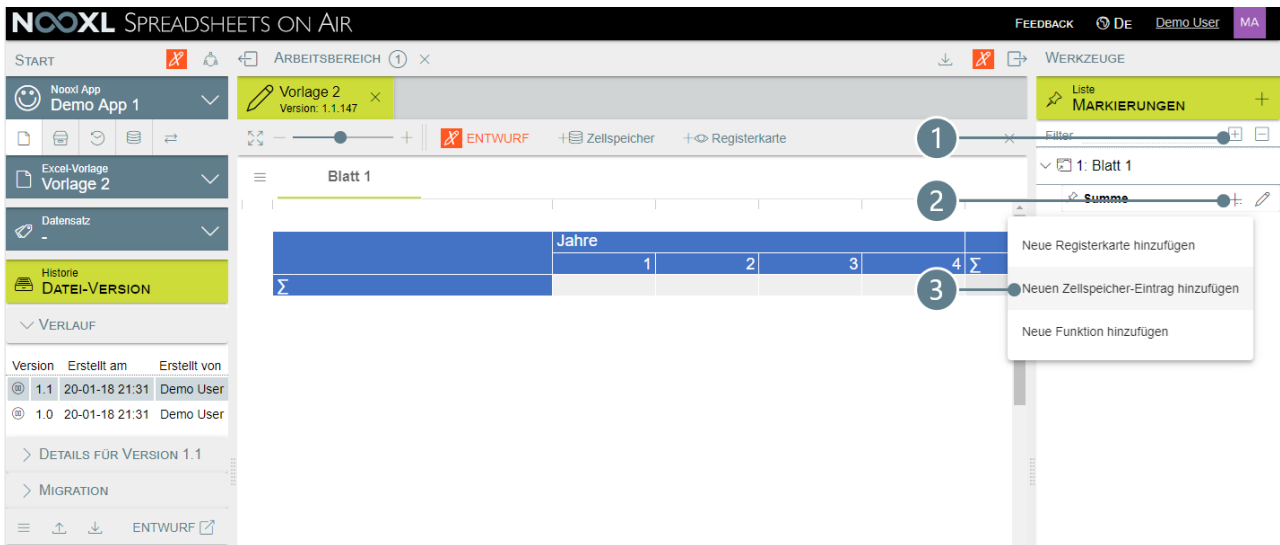 NOOXL SPREADSHEETS ON AIR
FEEDBACK DE Demo User MA
START
ARBEITSBEREICH 1 ×
WERKZEUGE
Nooxl App
Demo App 1
Vorlage 2 ×
Version: 1.1.147
Liste
MARKIERUNGEN +
− + ENTWURF + Zellspeicher + Registerkarte ×
1
Filter
Excel-Vorlage
Vorlage 2
Blatt 1
1: Blatt 1
2
Summe
Datensatz
-
Jahre
1 2 3 4 Σ
Σ
Historie
DATEI-VERSION
Neue Registerkarte hinzufügen
3
Neuen Zellspeicher-Eintrag hinzufügen
Neue Funktion hinzufügen
VERLAUF
Version Erstellt am Erstellt von
1.1 20-01-18 21:31 Demo User
1.0 20-01-18 21:31 Demo User
DETAILS FÜR VERSION 1.1
MIGRATION
ENTWURF